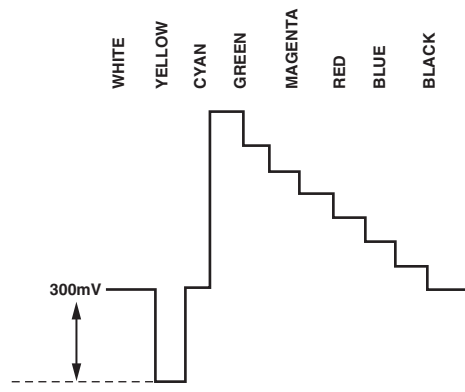 WHITE
YELLOW
CYAN
GREEN
MAGENTA
RED
BLUE
BLACK
300mV